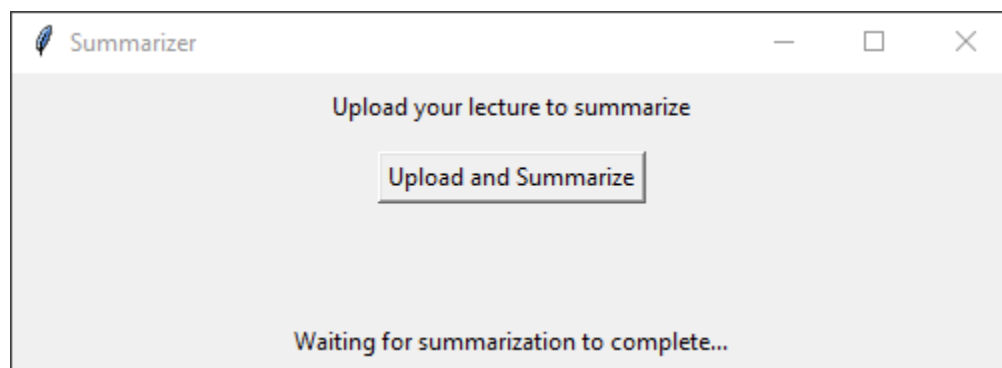 Summarizer
Upload your lecture to summarize
Upload and Summarize
Waiting for summarization to complete...